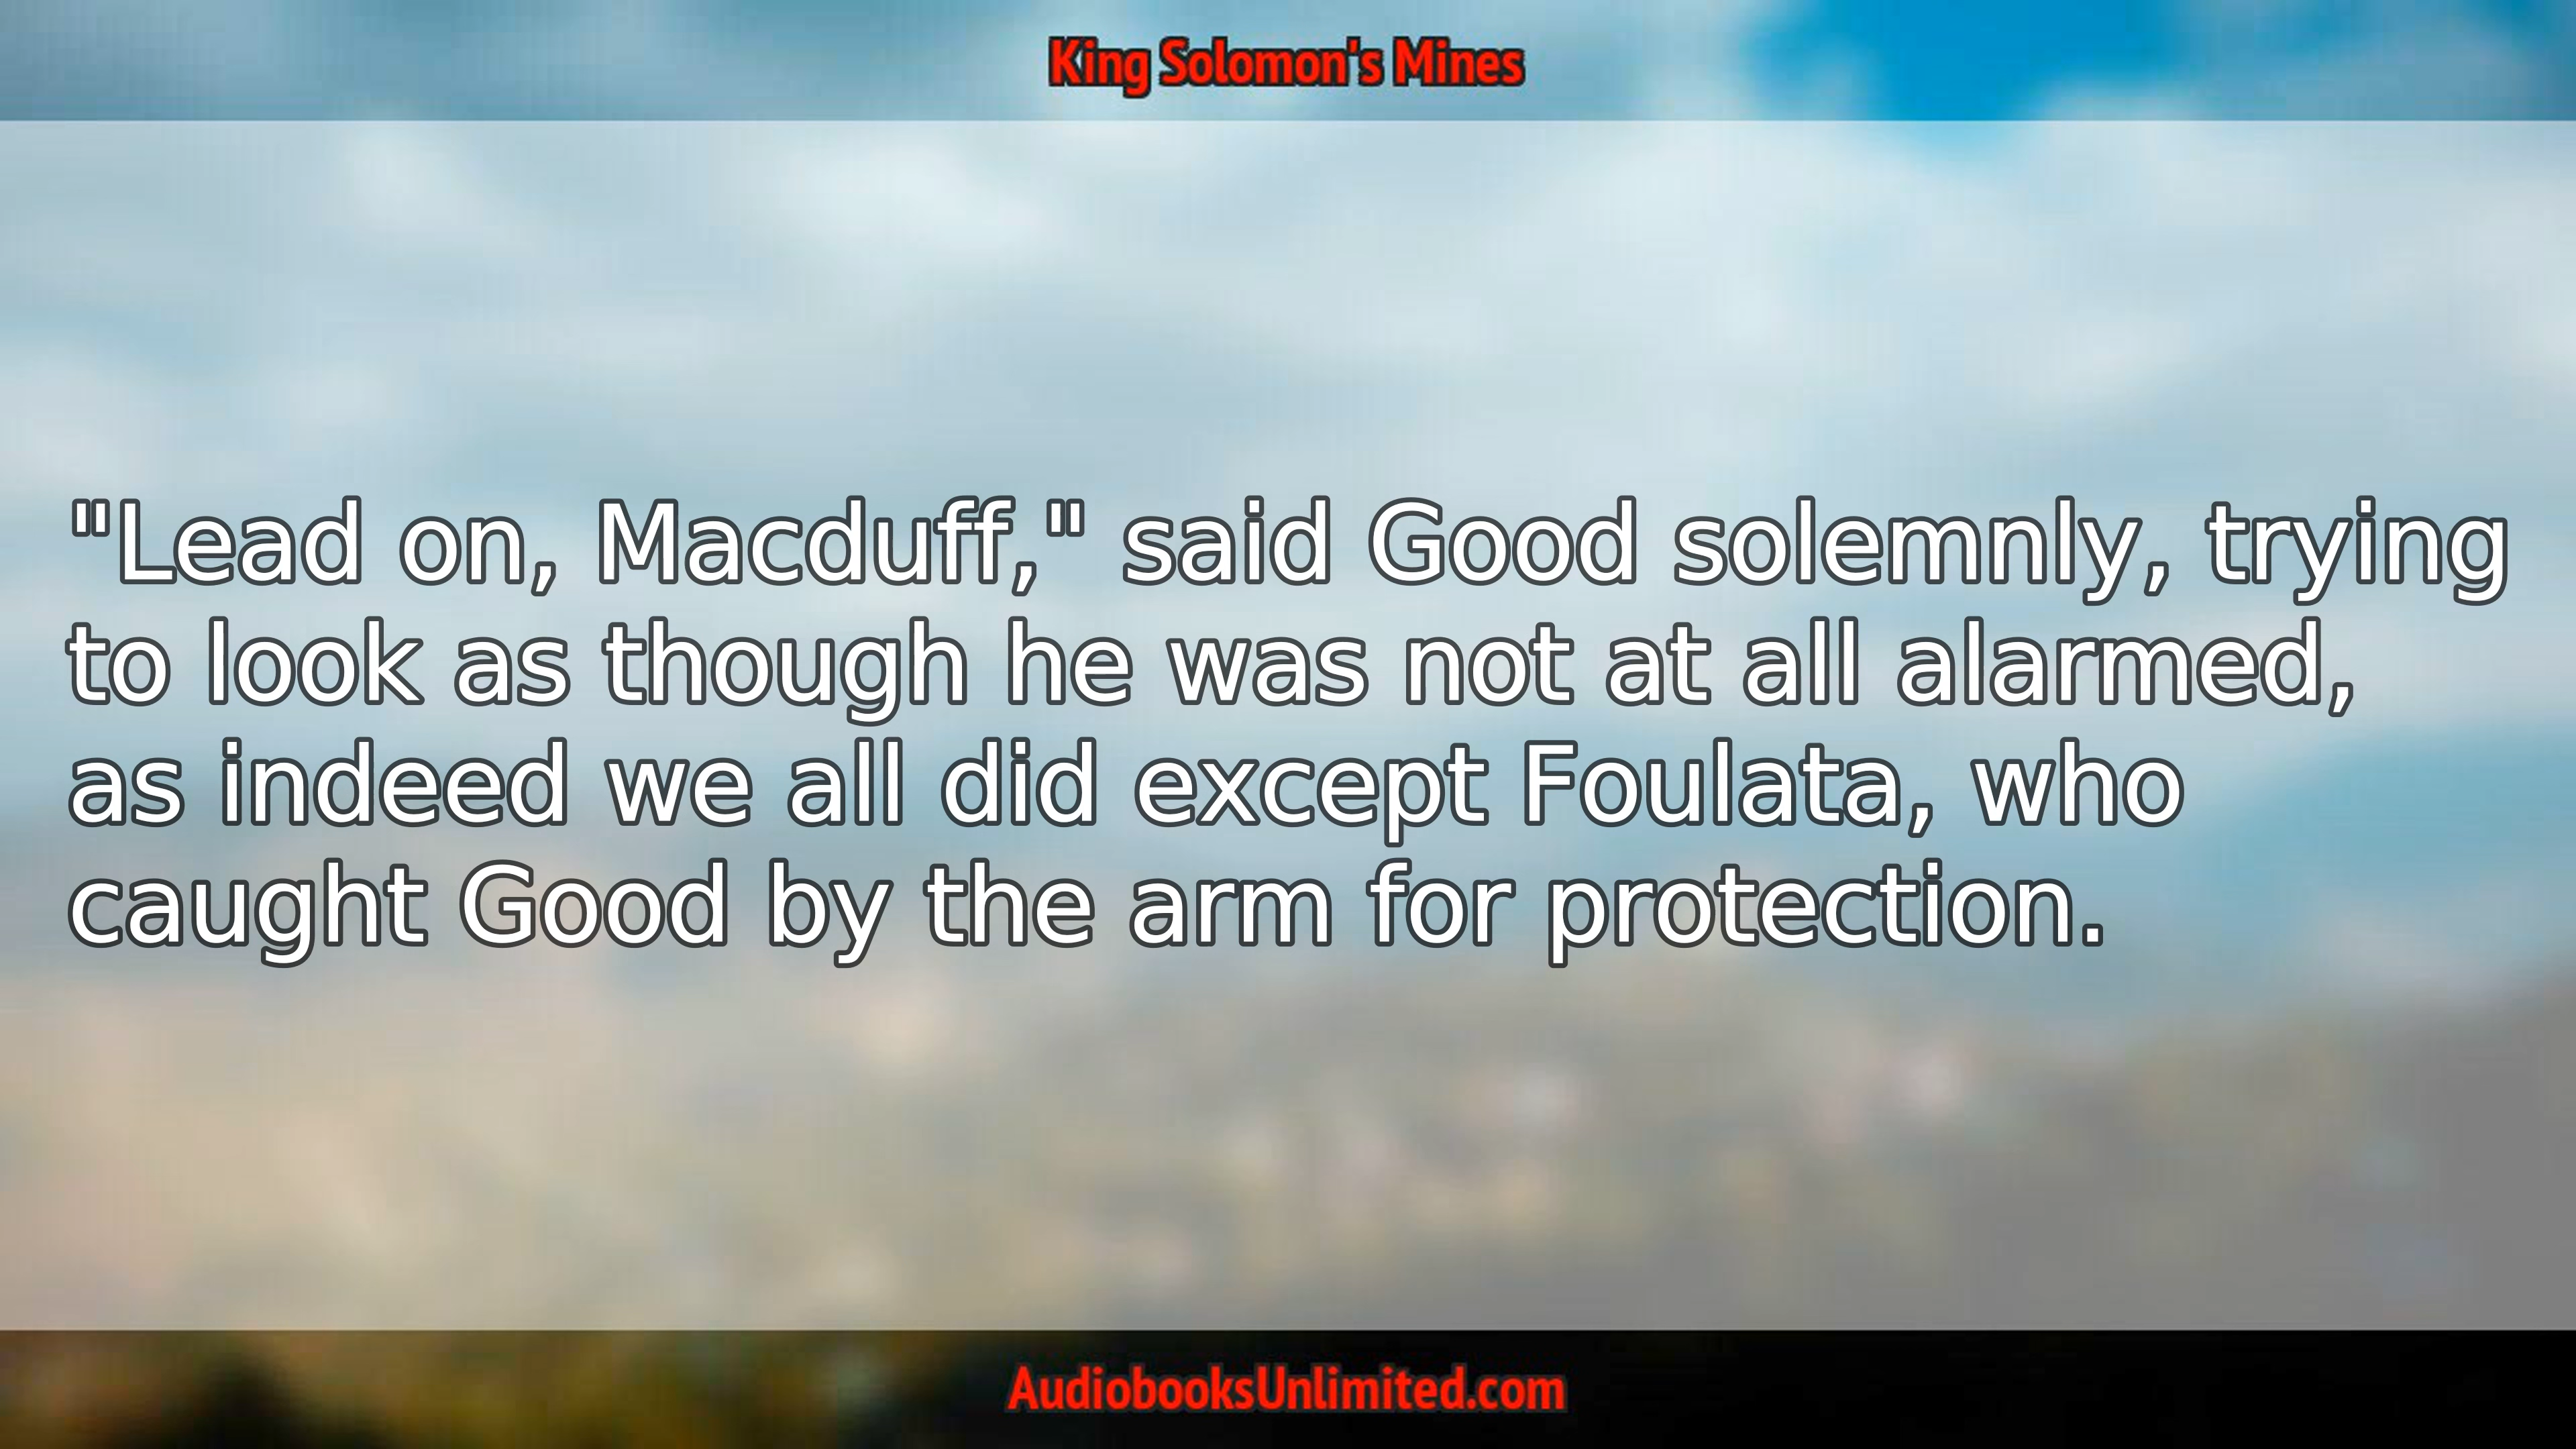 King Solomon's Mines
"Lead on, Macduff," said Good solemnly, trying
to look as though he was not at all alarmed,
as indeed we all did except Foulata, who
caught Good by the arm for protection.
AudiobooksUnlimited.com